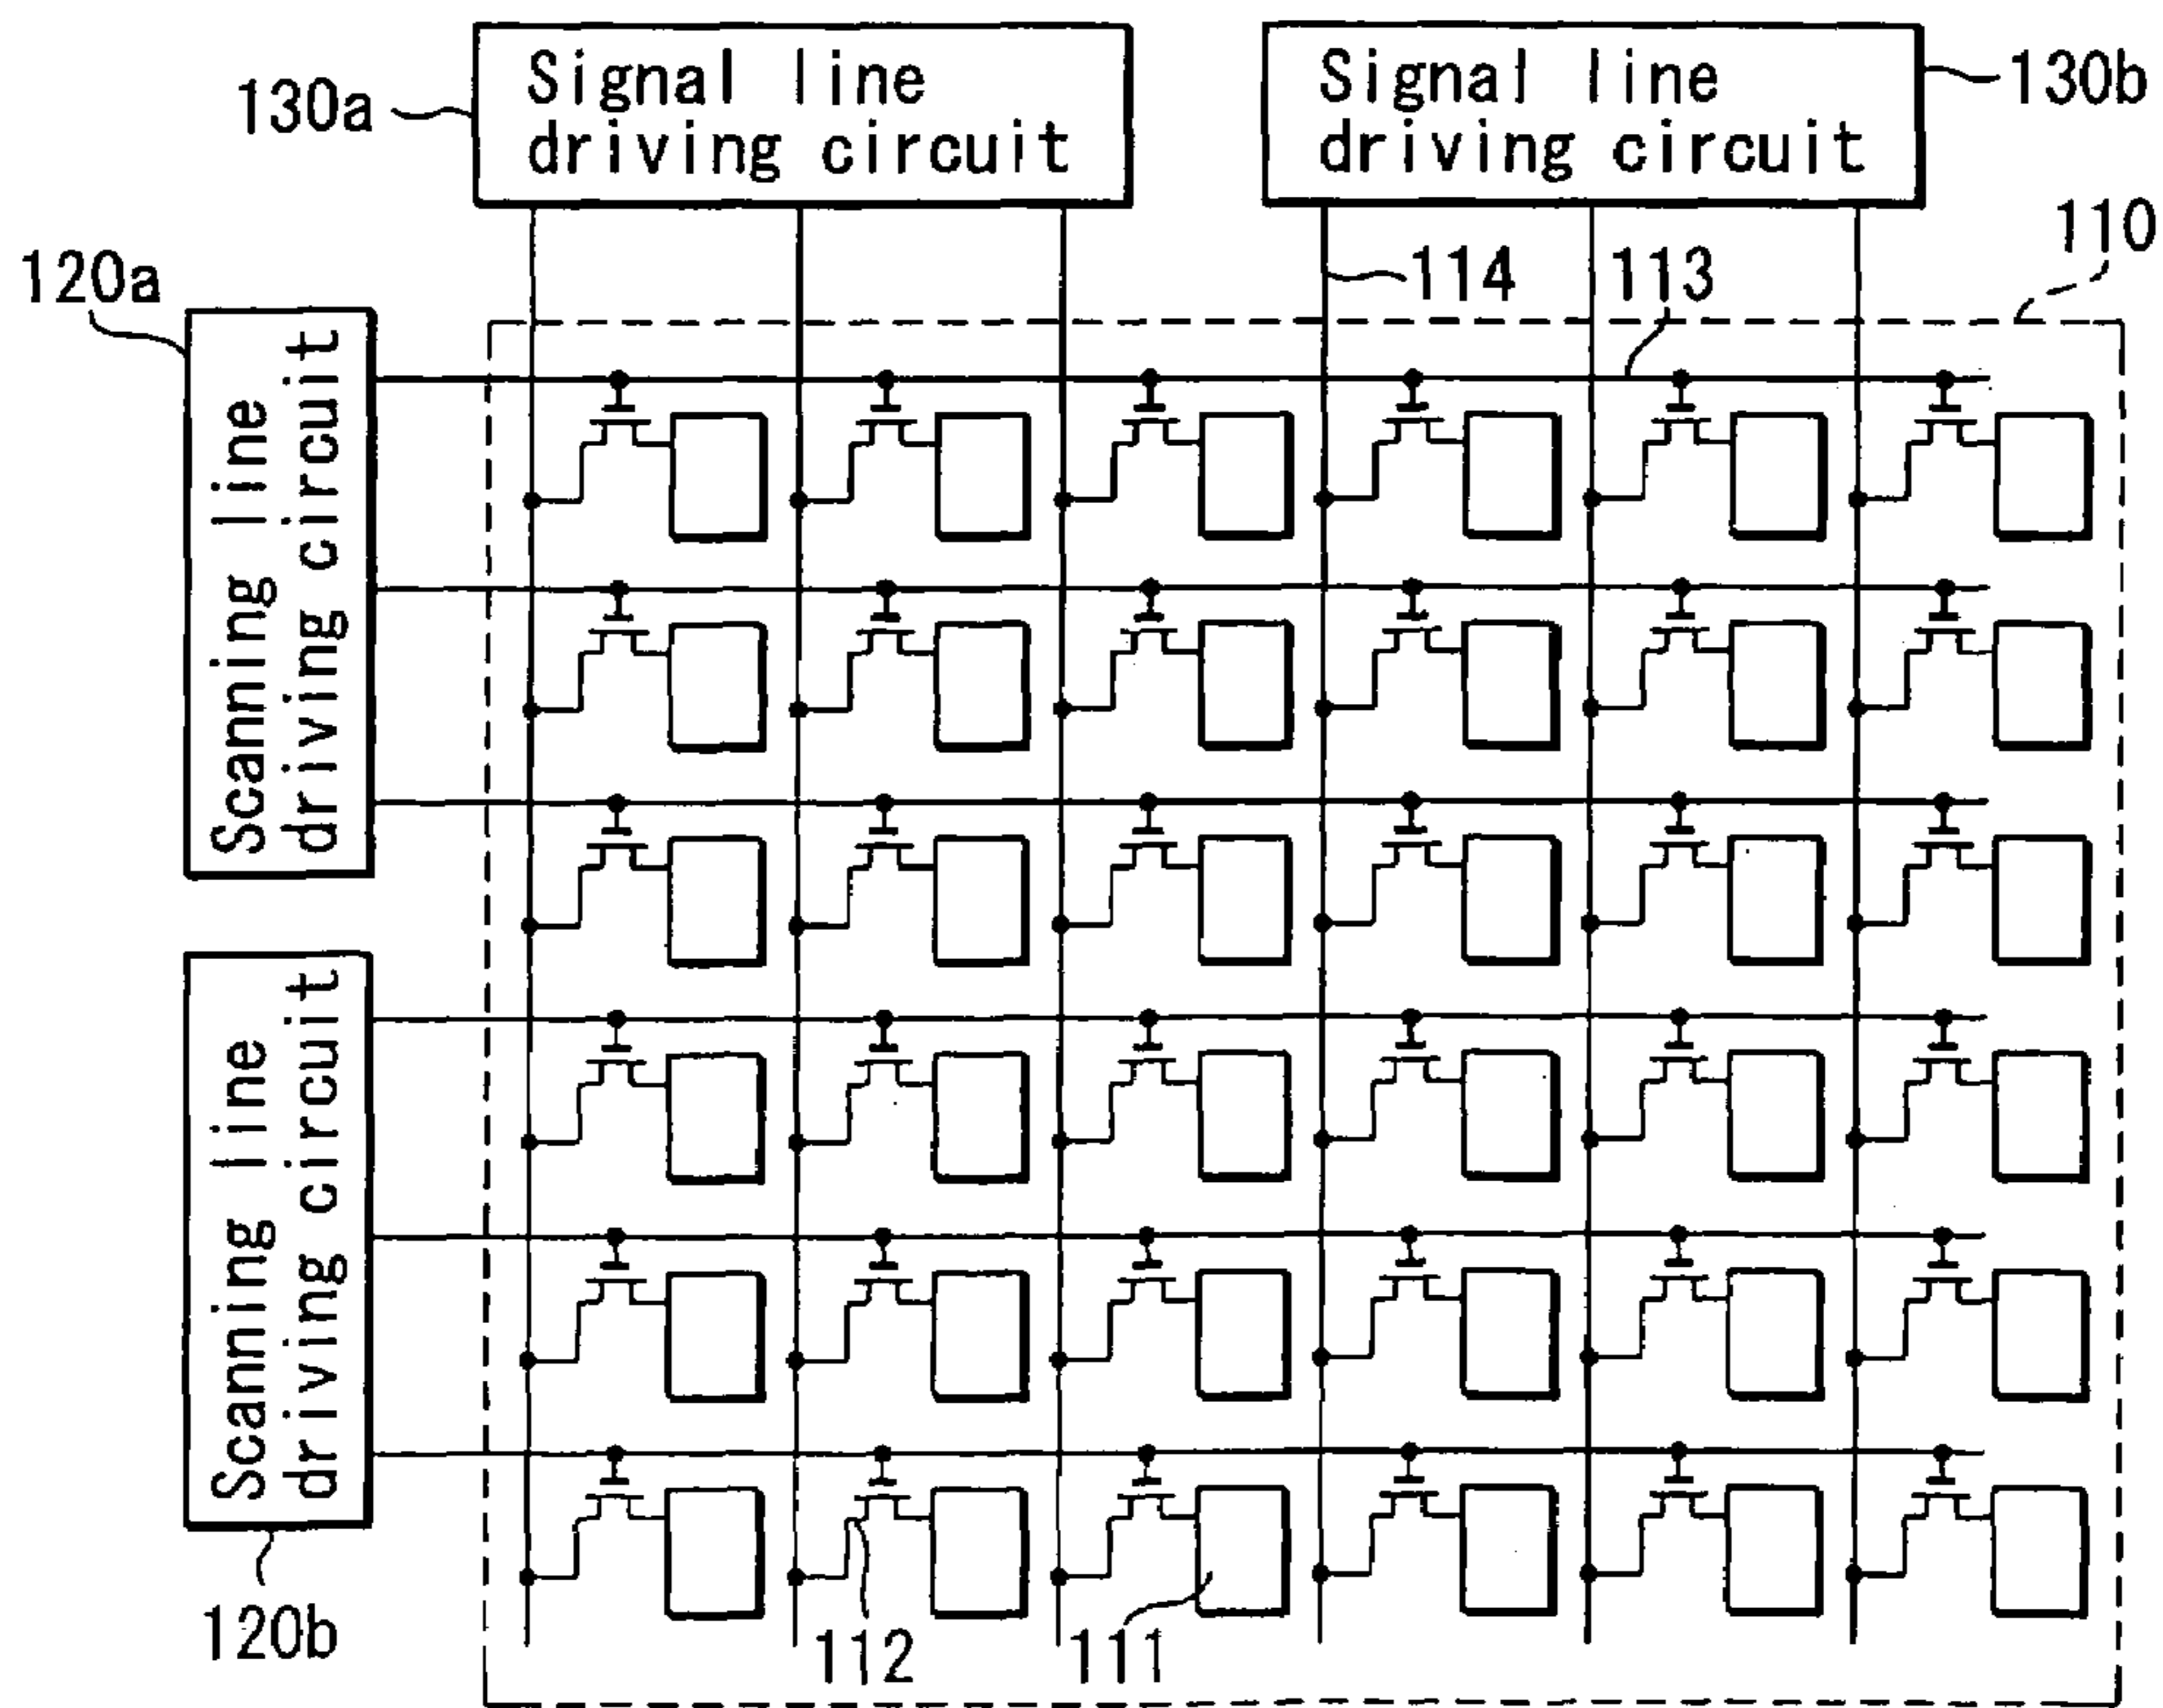 Signal line
driving circuit
Signal line
driving circuit
130a
130b
110
114
113
120a
Scanning line
driving circuit
Scanning line
driving circuit
120b
112
111